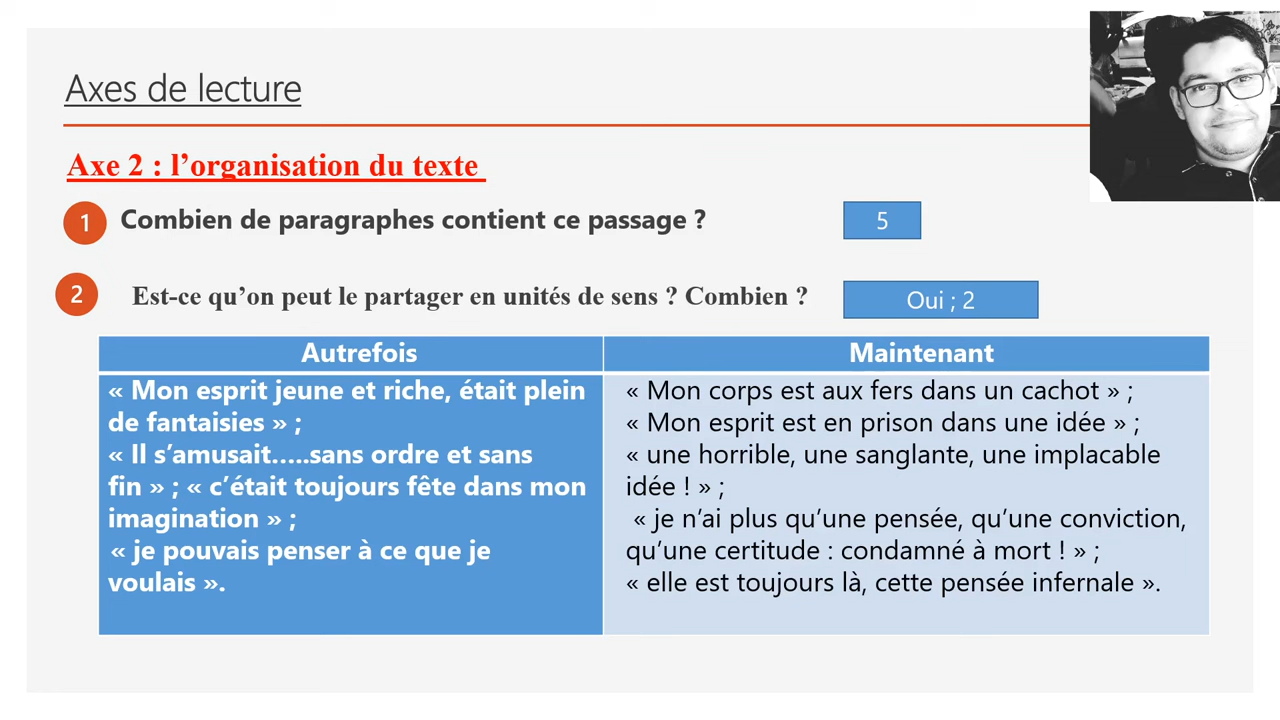 Axes de lecture
Axe 2 : l’organisation du texte
1 Combien de paragraphes contient ce passage ? 5
2 Est-ce qu’on peut le partager en unités de sens ? Combien ? Oui ; 2
Autrefois
« Mon esprit jeune et riche, était plein
de fantaisies » ;
« Il s’amusait…..sans ordre et sans
fin » ; « c’était toujours fête dans mon
imagination » ;
« je pouvais penser à ce que je
voulais ».
Maintenant
« Mon corps est aux fers dans un cachot » ;
« Mon esprit est en prison dans une idée » ;
« une horrible, une sanglante, une implacable
idée ! » ;
« je n’ai plus qu’une pensée, qu’une conviction,
qu’une certitude : condamné à mort ! » ;
« elle est toujours là, cette pensée infernale ».